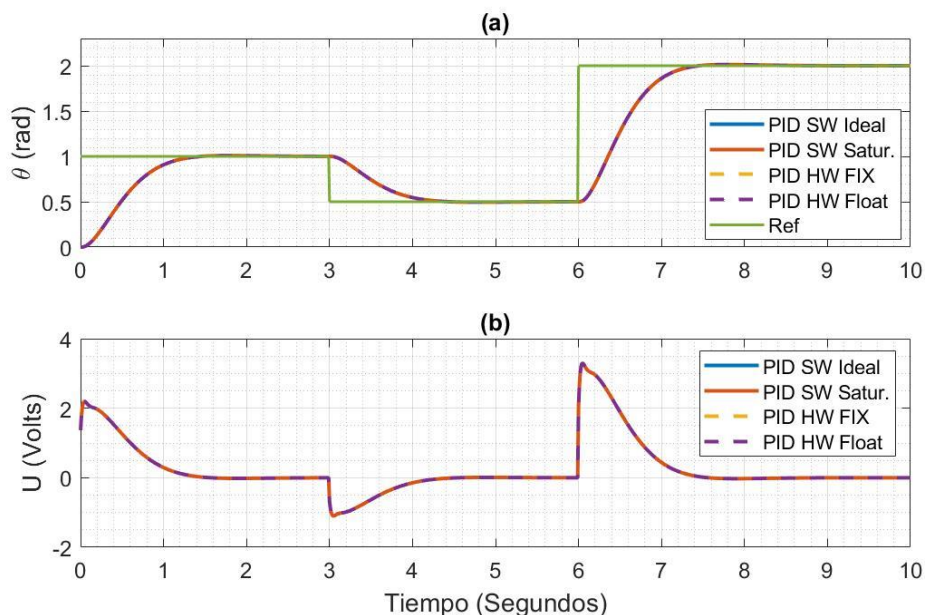 (a)
θ (rad)
2
1.5
1
0.5
0
0 1 2 3 4 5 6 7 8 9 10
PID SW Ideal
PID SW Satur.
PID HW FIX
PID HW Float
Ref
(b)
U (Volts)
4
2
0
-2
0 1 2 3 4 5 6 7 8 9 10
PID SW Ideal
PID SW Satur.
PID HW FIX
PID HW Float
Tiempo (Segundos)